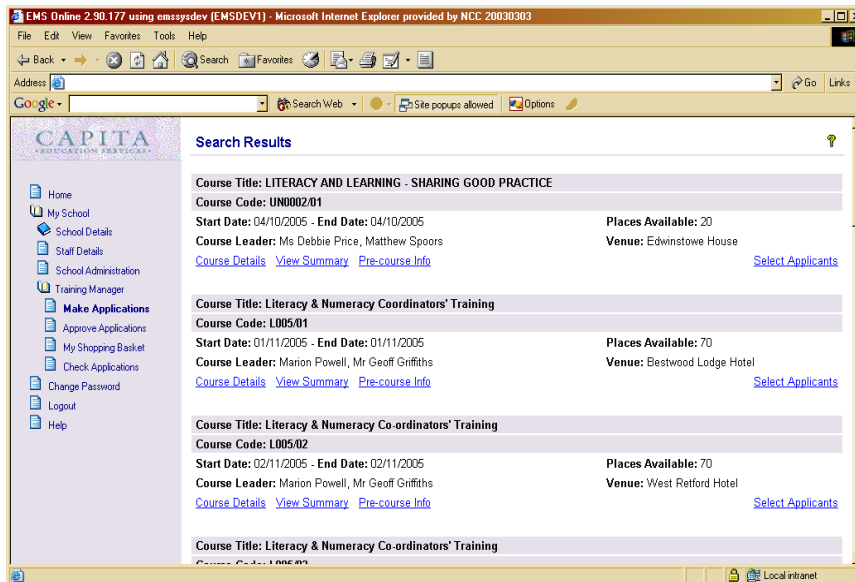 EMS Online 2.90.177 using emssysdev (EMSDEV1) - Microsoft Internet Explorer provided by NCC 20030303
File Edit View Favorites Tools Help
Back Search Favorites
Address Go Links
Google Search Web Site popups allowed Options
CAPITA
EDUCATION SERVICES
Search Results
?
Home
My School
School Details
Staff Details
School Administration
Training Manager
Make Applications
Approve Applications
My Shopping Basket
Check Applications
Change Password
Logout
Help
Course Title: LITERACY AND LEARNING - SHARING GOOD PRACTICE
Course Code: UN0002/01
Start Date: 04/10/2005 - End Date: 04/10/2005 Places Available: 20
Course Leader: Ms Debbie Price, Matthew Spoors Venue: Edwinstowe House
Course Details View Summary Pre-course Info Select Applicants
Course Title: Literacy & Numeracy Coordinators' Training
Course Code: L005/01
Start Date: 01/11/2005 - End Date: 01/11/2005 Places Available: 70
Course Leader: Marion Powell, Mr Geoff Griffiths Venue: Bestwood Lodge Hotel
Course Details View Summary Pre-course Info Select Applicants
Course Title: Literacy & Numeracy Co-ordinators' Training
Course Code: L005/02
Start Date: 02/11/2005 - End Date: 02/11/2005 Places Available: 70
Course Leader: Marion Powell, Mr Geoff Griffiths Venue: West Retford Hotel
Course Details View Summary Pre-course Info Select Applicants
Course Title: Literacy & Numeracy Co-ordinators' Training
Course Code: L005/03
Local intranet